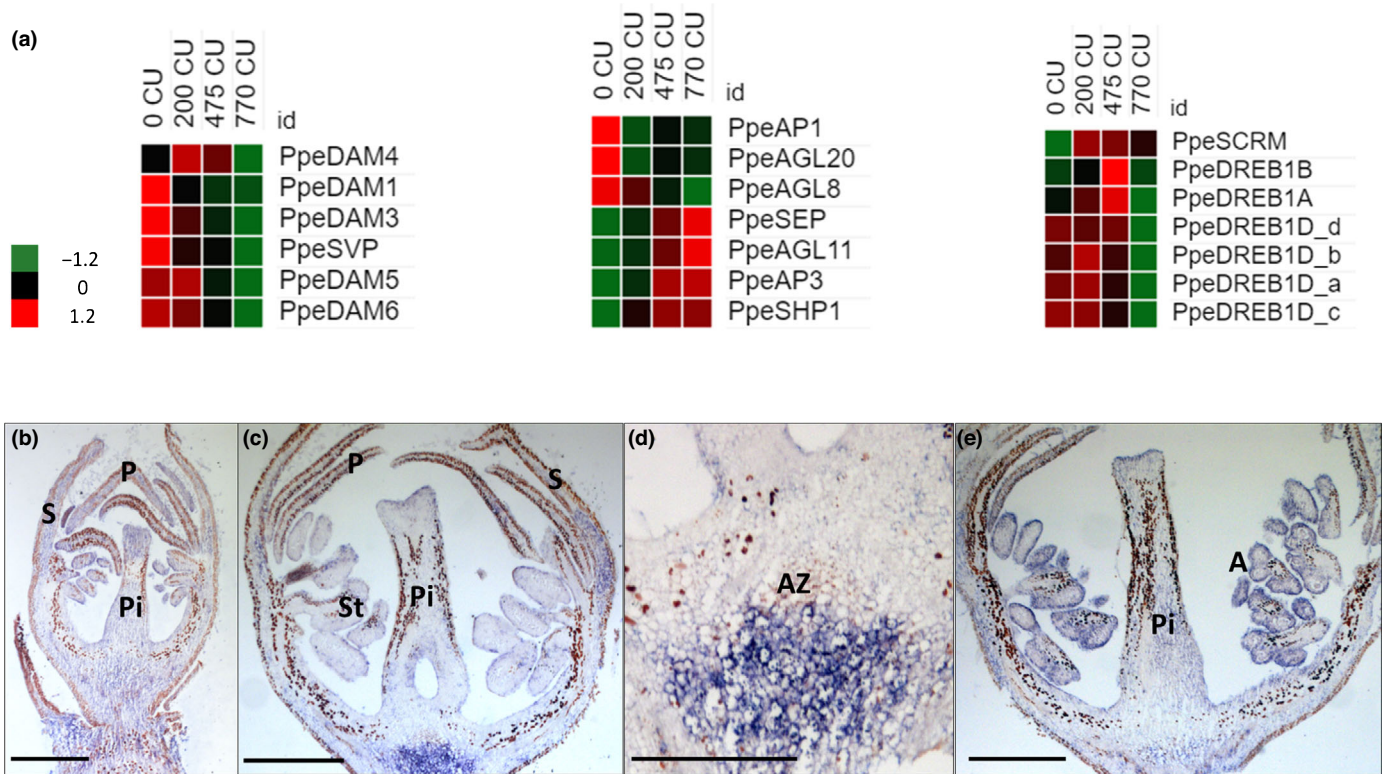 (a)
0 CU 200 CU 475 CU 770 CU id
PpeDAM4
PpeDAM1
PpeDAM3
PpeSVP
PpeDAM5
PpeDAM6
−1.2
0
1.2
0 CU 200 CU 475 CU 770 CU id
PpeAP1
PpeAGL20
PpeAGL8
PpeSEP
PpeAGL11
PpeAP3
PpeSHP1
0 CU 200 CU 475 CU 770 CU id
PpeSCRM
PpeDREB1B
PpeDREB1A
PpeDREB1D_d
PpeDREB1D_b
PpeDREB1D_a
PpeDREB1D_c
(b)
P
S
Pi
(c)
P
S
St
Pi
(d)
AZ
(e)
A
Pi